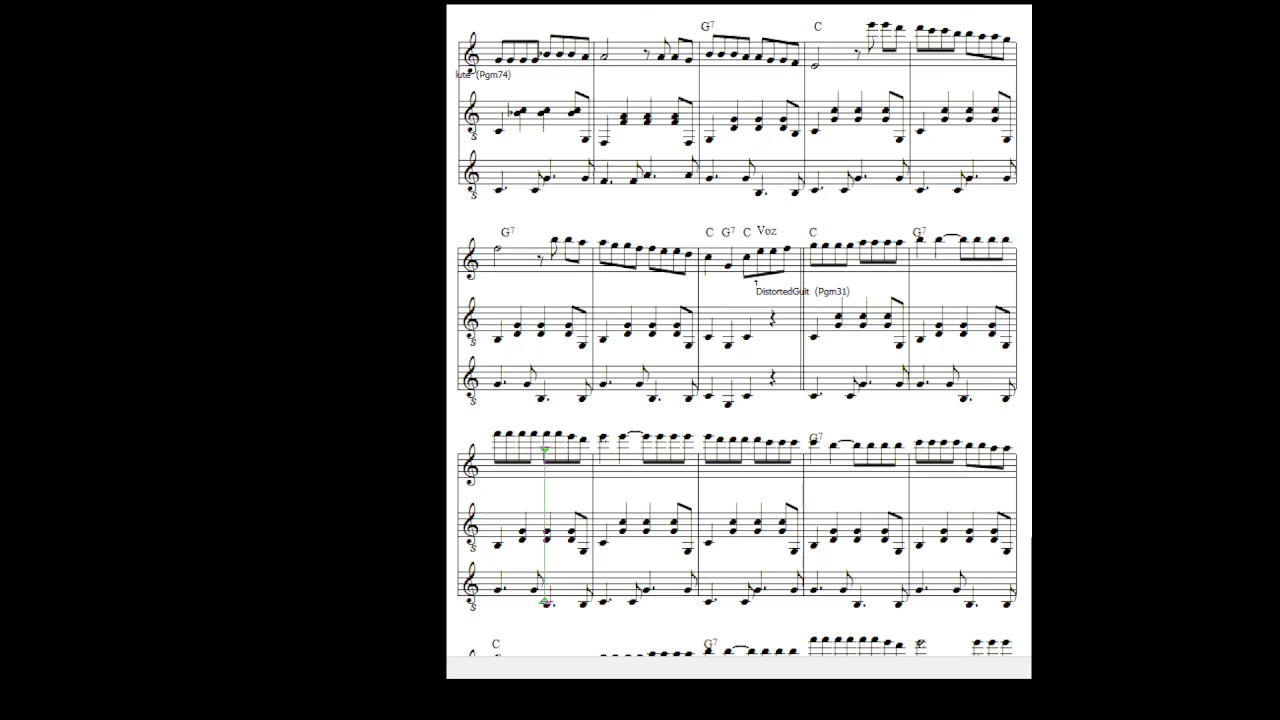 G7 C
lute (Pgm74)
G7 C G7 C Voz C G7
DistortedGuit (Pgm31)
G7
C G7